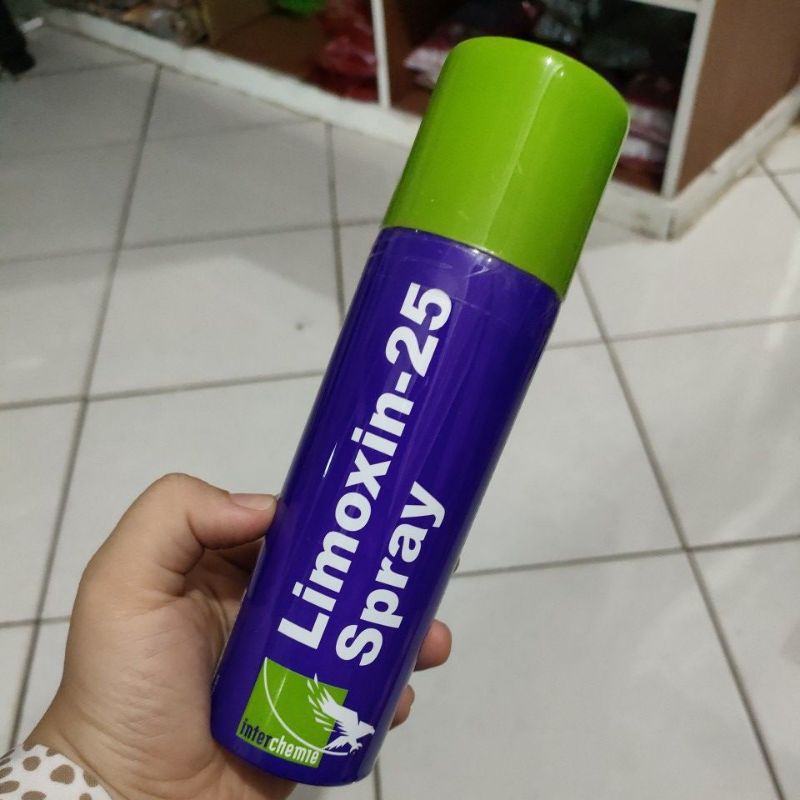 Limoxin-25
Spray
interchemie